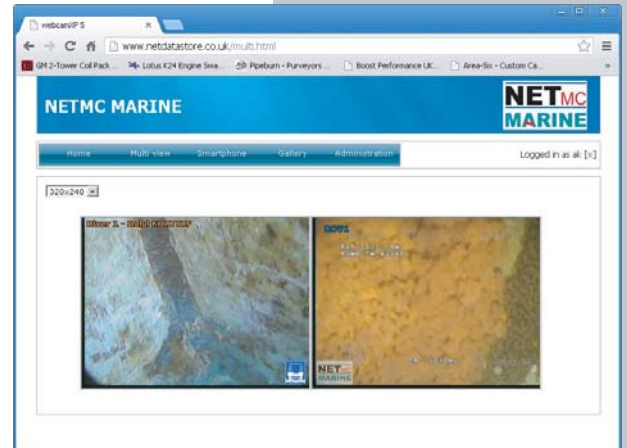 webcamXP 5
www.netdatastore.co.uk/multi.html
GM 2-Tower Coil Pack ... Lotus K24 Engine Swa... Pipeburn - Purveyors ... Boost Performance UK... Area-Six - Custom Ca... »
NETMC MARINE
NETMC
MARINE
Home Multi view Smartphone Gallery Administration
Logged in as ak [x]
320x240
Diver 1 -
ROV1
NET
MARINE